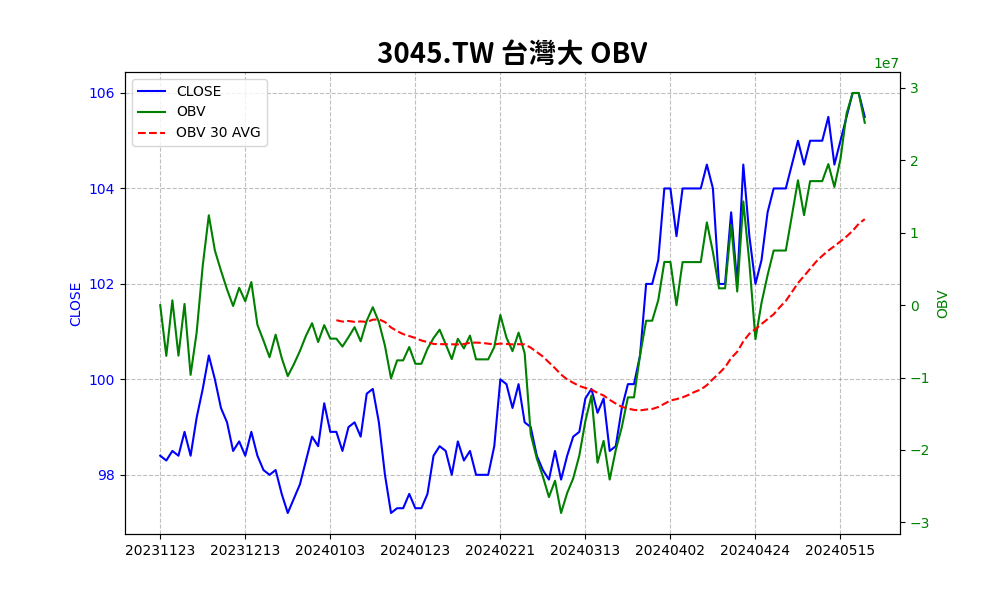 3045.TW 台灣大 OBV
1e7
CLOSE
OBV
OBV 30 AVG
106
104
102
100
98
CLOSE
3
2
1
0
−1
−2
−3
OBV
20231123 20231213 20240103 20240123 20240221 20240313 20240402 20240424 20240515